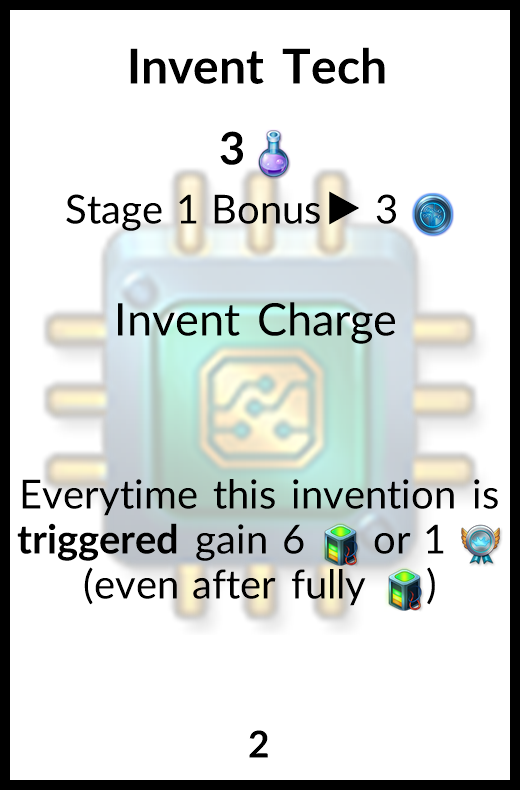 Invent Tech
3
Stage 1 Bonus▶ 3
Invent Charge
Everytime this invention is
triggered gain 6 or 1
(even after fully )
2